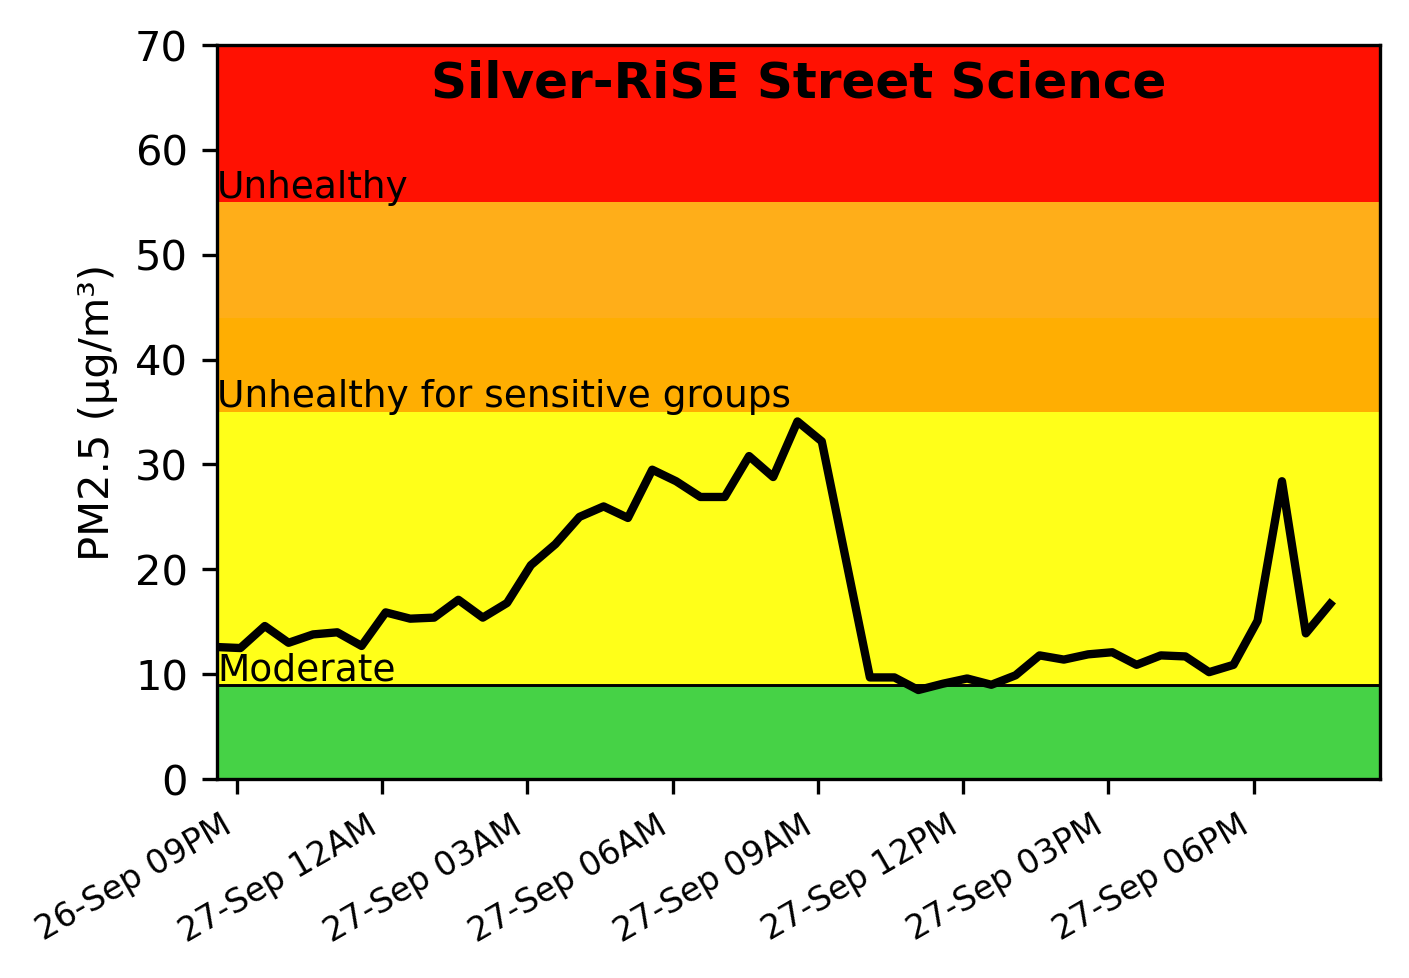 Silver-RiSE Street Science
70
60
Unhealthy
50
40
Unhealthy for sensitive groups
30
20
10
Moderate
0
PM2.5 (µg/m³)
26-Sep 09PM
27-Sep 12AM
27-Sep 03AM
27-Sep 06AM
27-Sep 09AM
27-Sep 12PM
27-Sep 03PM
27-Sep 06PM